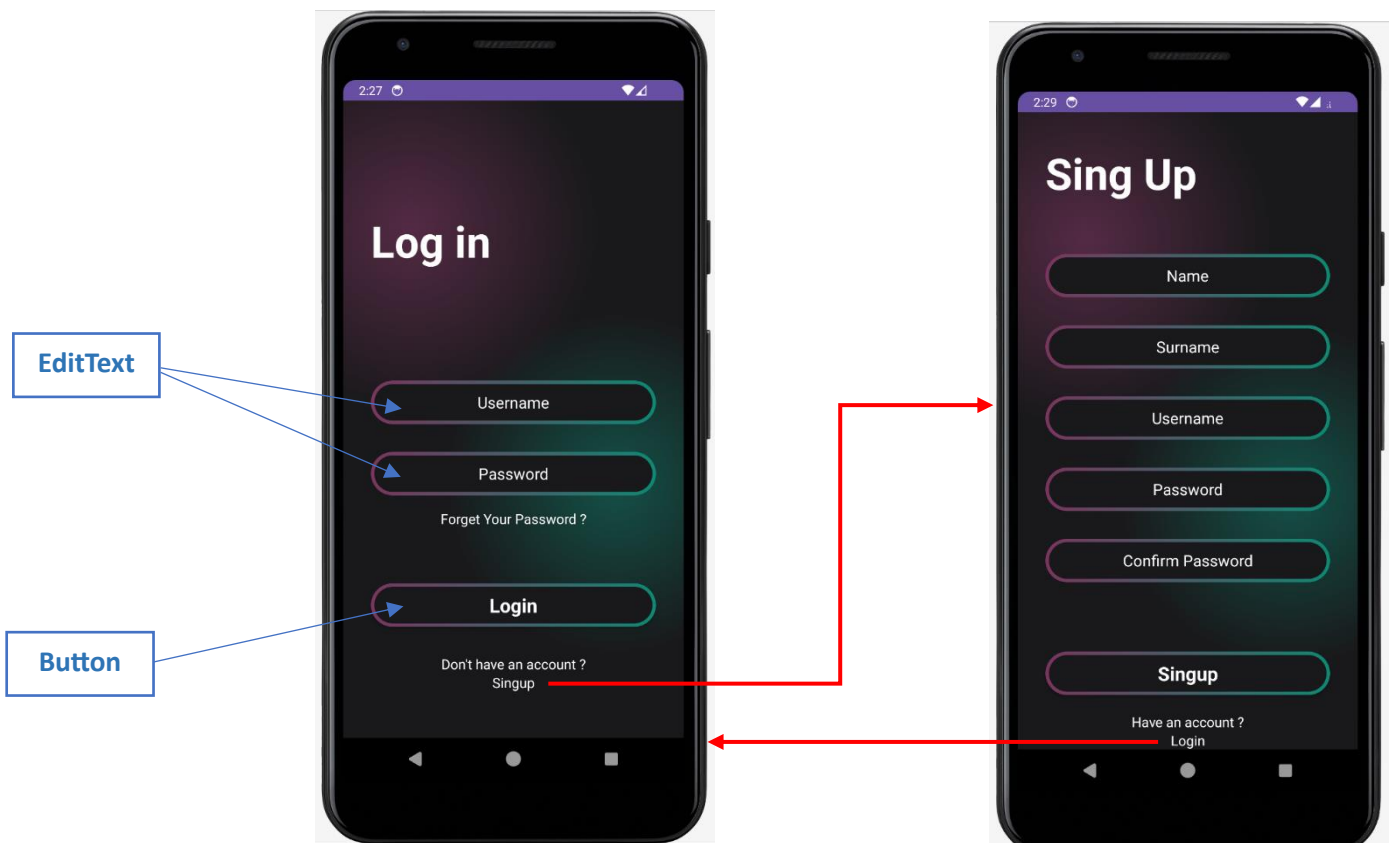 EditText
Button
2:27
Log in
Username
Password
Forget Your Password ?
Login
Don't have an account ?
Singup
2:29
Sing Up
Name
Surname
Username
Password
Confirm Password
Singup
Have an account ?
Login